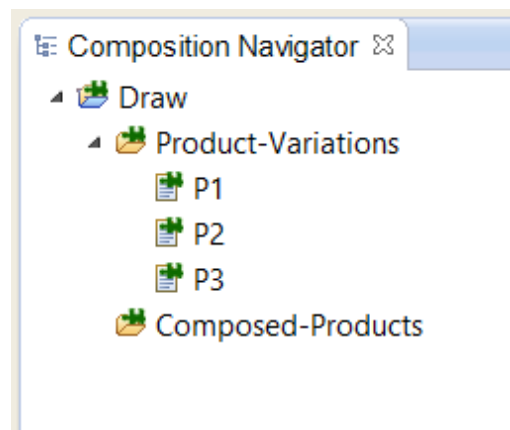 Composition Navigator
Draw
Product-Variations
P1
P2
P3
Composed-Products